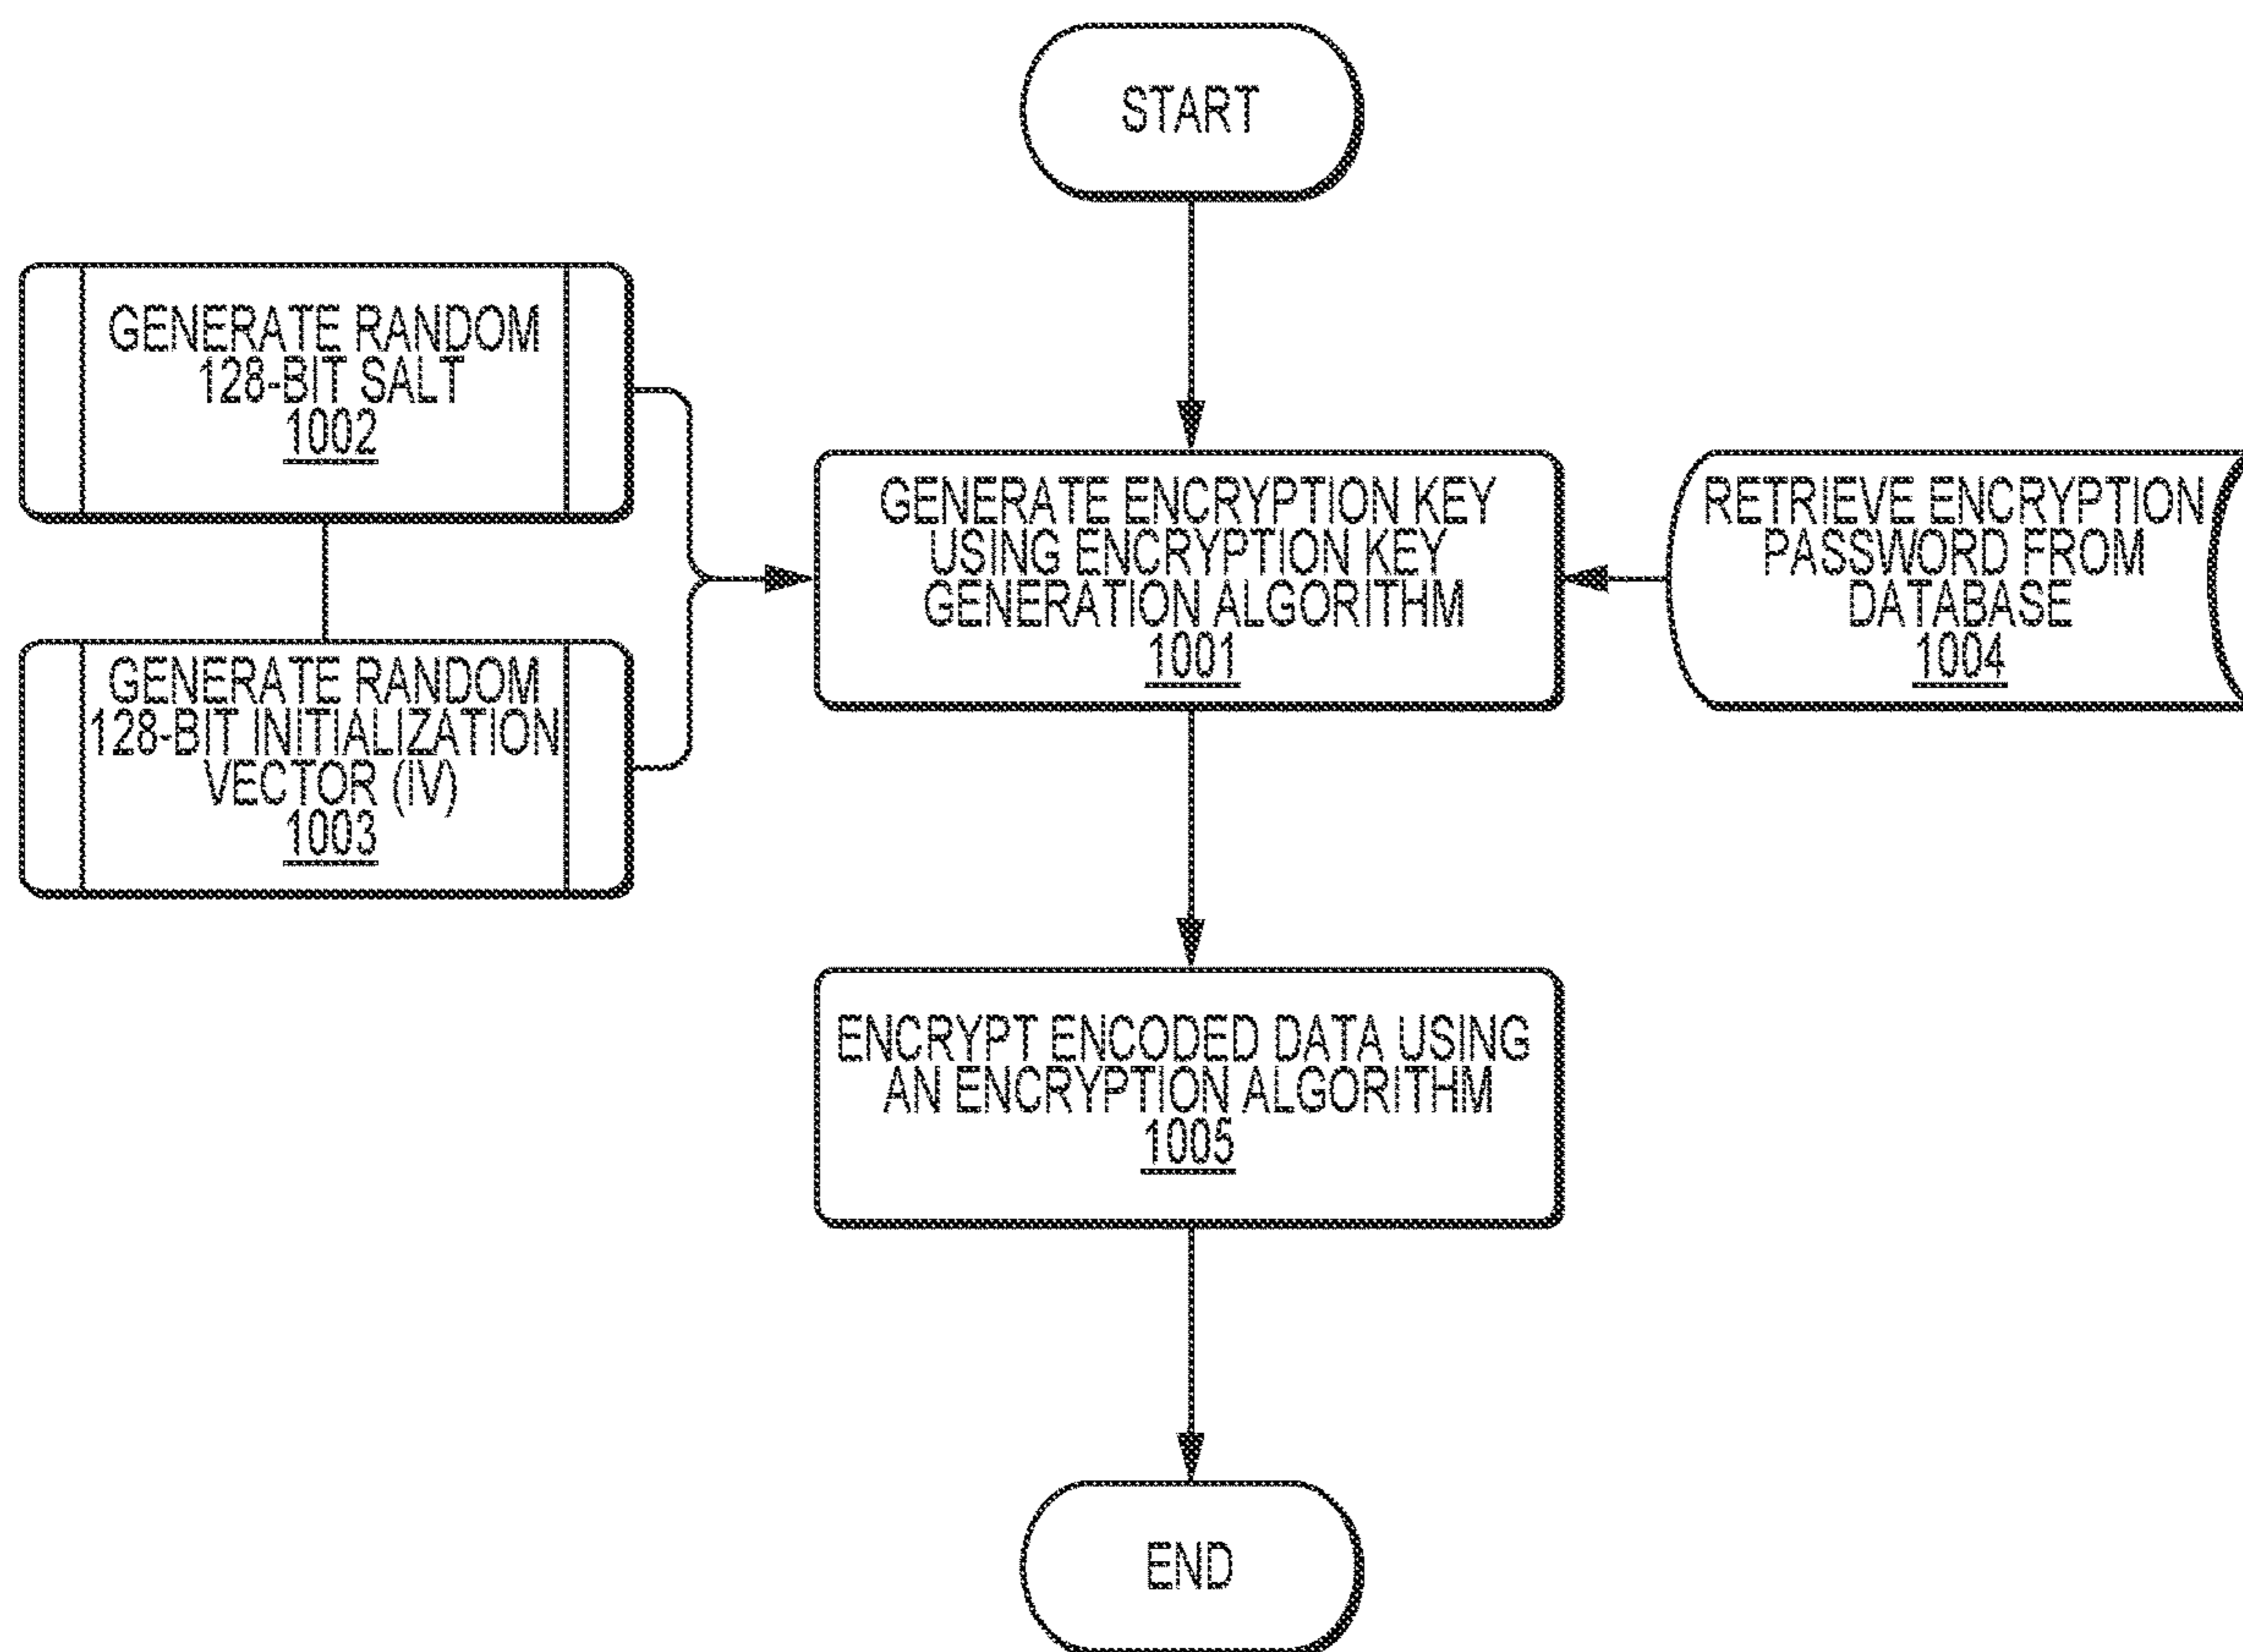 START
GENERATE RANDOM
128-BIT SALT
1002
GENERATE RANDOM
128-BIT INITIALIZATION
VECTOR (IV)
1003
GENERATE ENCRYPTION KEY
USING ENCRYPTION KEY
GENERATION ALGORITHM
1001
RETRIEVE ENCRYPTION
PASSWORD FROM
DATABASE
1004
ENCRYPT ENCODED DATA USING
AN ENCRYPTION ALGORITHM
1005
END